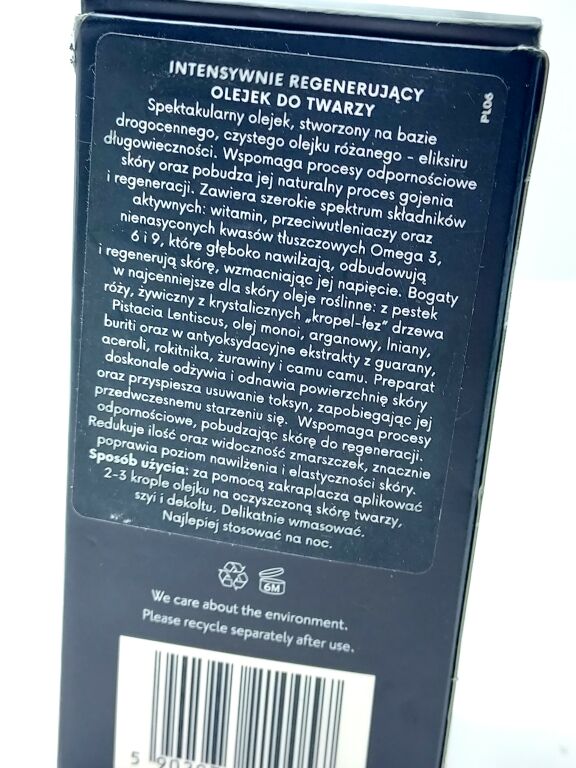 INTENSYWNIE REGENERUJĄCY
OLEJEK DO TWARZY
PL06
Spektakularny olejek, stworzony na bazie
drogocennego, czystego olejku różanego - eliksiru
długowieczności. Wspomaga procesy odpornościowe
skóry oraz pobudza jej naturalny proces gojenia
i regeneracji. Zawiera szerokie spektrum składników
aktywnych: witamin, przeciwutleniaczy oraz
nienasyconych kwasów tłuszczowych Omega 3,
6 i 9, które głęboko nawilżają, odbudowują
i regenerują skórę, wzmacniając jej napięcie. Bogaty
w najcenniejsze dla skóry oleje roślinne: z pestek
róży, żywiczny z krystalicznych „kropel-łez” drzewa
Pistacia Lentiscus, olej monoi, arganowy, lniany,
buriti oraz w antyoksydacyjne ekstrakty z guarany,
aceroli, rokitnika, żurawiny i camu camu. Preparat
doskonale odżywia i odnawia powierzchnię skóry
oraz przyspiesza usuwanie toksyn, zapobiegając jej
przedwczesnemu starzeniu się. Wspomaga procesy
odpornościowe, pobudzając skórę do regeneracji.
Redukuje ilość oraz widoczność zmarszczek, znacznie
poprawia poziom nawilżenia i elastyczności skóry.
Sposób użycia: za pomocą zakraplacza aplikować
2-3 krople olejku na oczyszczoną skórę twarzy,
szyi i dekoltu. Delikatnie wmasować.
Najlepiej stosować na noc.
6M
We care about the environment.
Please recycle separately after use.